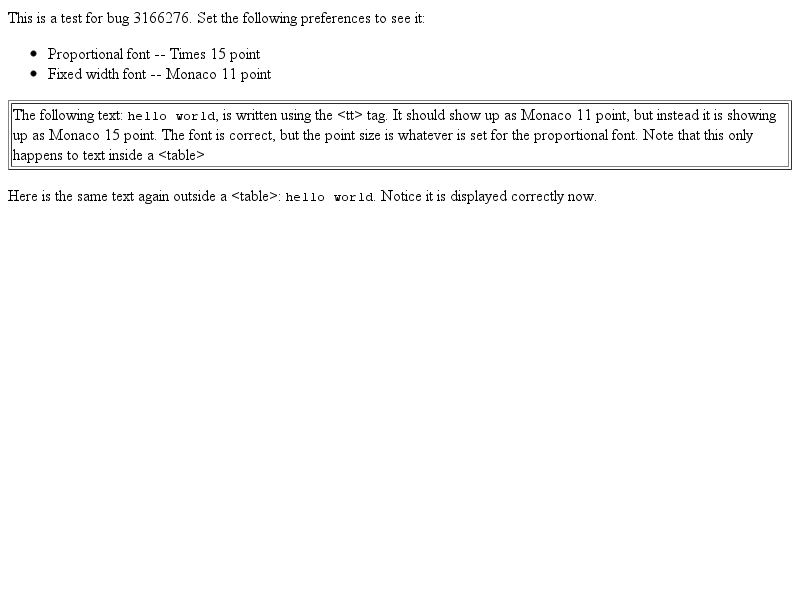 This is a test for bug 3166276. Set the following preferences to see it:
Proportional font -- Times 15 point
Fixed width font -- Monaco 11 point
The following text: hello world, is written using the <tt> tag. It should show up as Monaco 11 point, but instead it is showing
up as Monaco 15 point. The font is correct, but the point size is whatever is set for the proportional font. Note that this only
happens to text inside a <table>
Here is the same text again outside a <table>: hello world. Notice it is displayed correctly now.